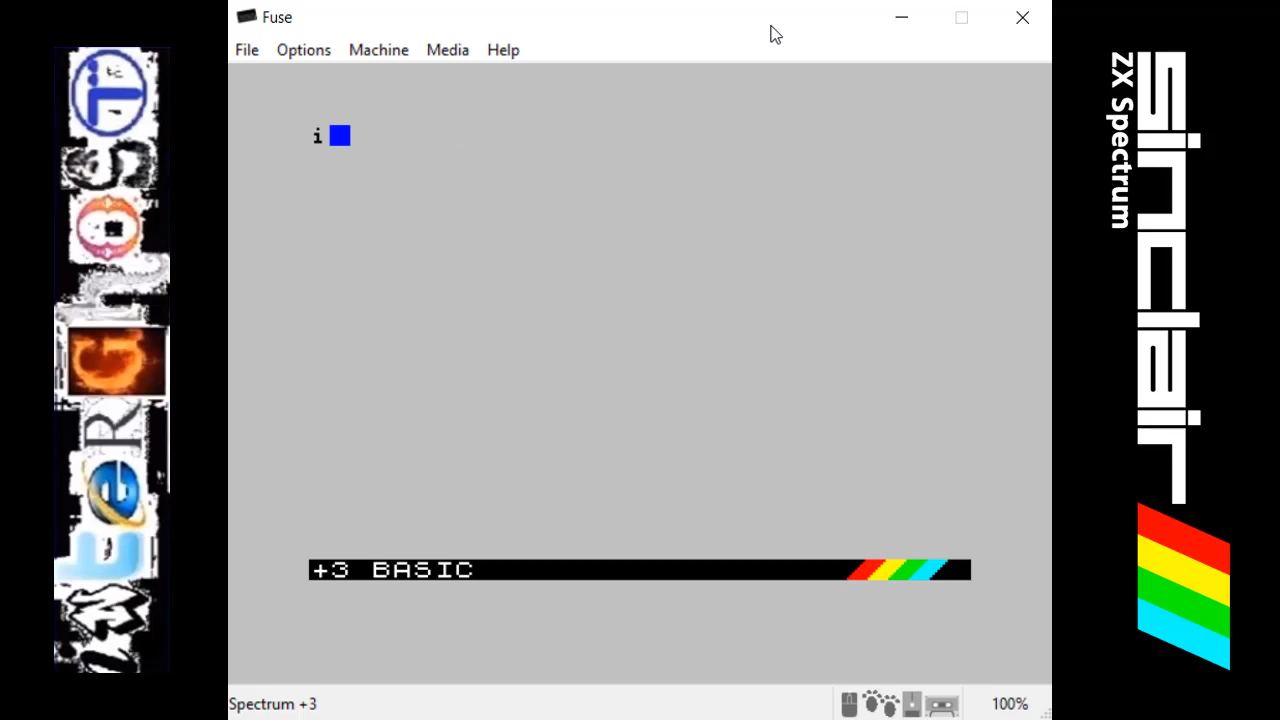 Fuse
File Options Machine Media Help
i
+3 BASIC
Spectrum +3
100%
sinclair
ZX Spectrum